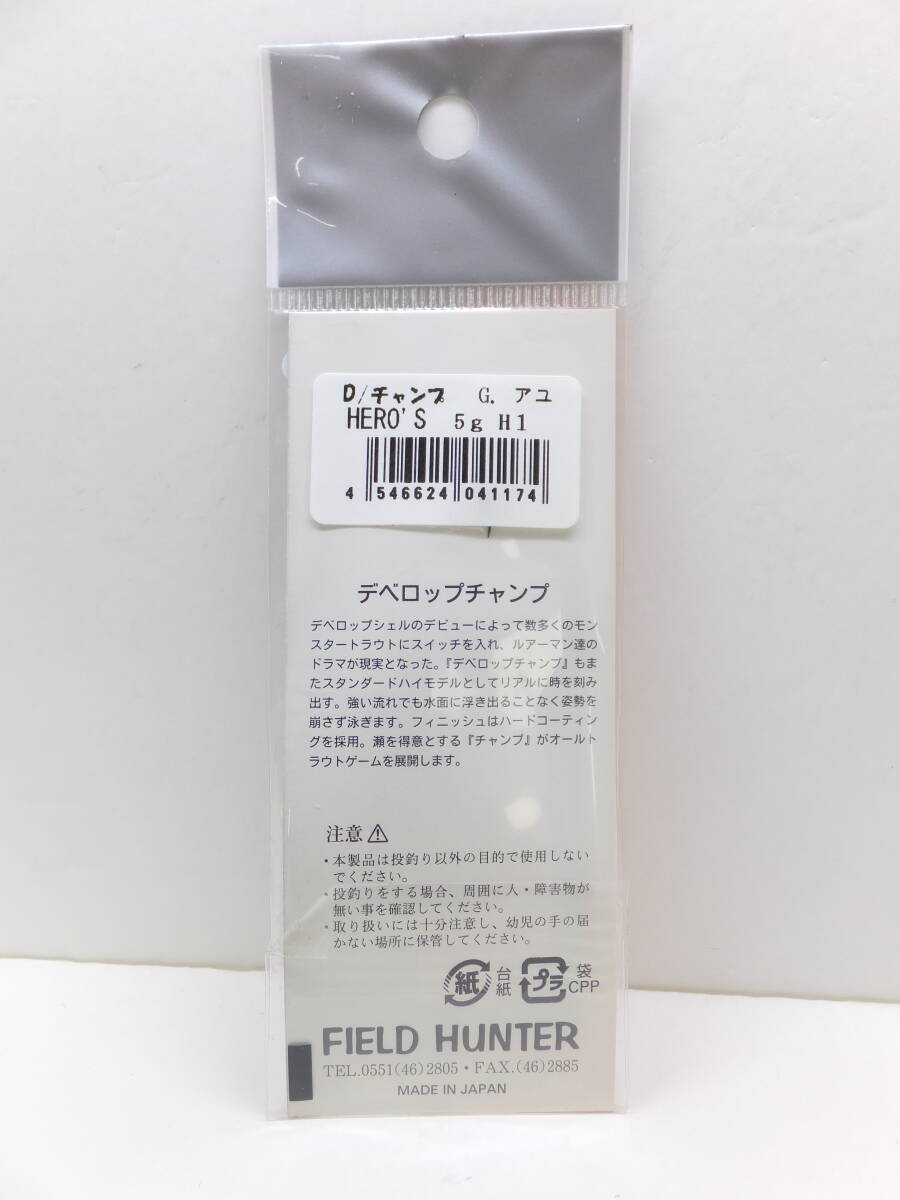 D/チャンプ G. アユ
HERO'S 5g H1
4 546624 041174
デベロップチャンプ
デベロップシェルのデビューによって数多くのモン
スタートラウトにスイッチを入れ、ルアーマン達の
ドラマが現実となった。『デベロップチャンプ』もま
たスタンダードハイモデルとしてリアルに時を刻み
出す。強い流れでも水面に浮き出ることなく姿勢を
崩さず泳ぎます。フィニッシュはハードコーティン
グを採用。瀬を得意とする『チャンプ』がオールト
ラウトゲームを展開します。
注意⚠
・本製品は投釣り以外の目的で使用しない
でください。
・投釣りをする場合、周囲に人・障害物が
無い事を確認してください。
・取り扱いには十分注意し、幼児の手の届
かない場所に保管してください。
紙 台紙 プラ 袋 CPP
FIELD HUNTER
TEL.0551(46)2805・FAX.(46)2885
MADE IN JAPAN